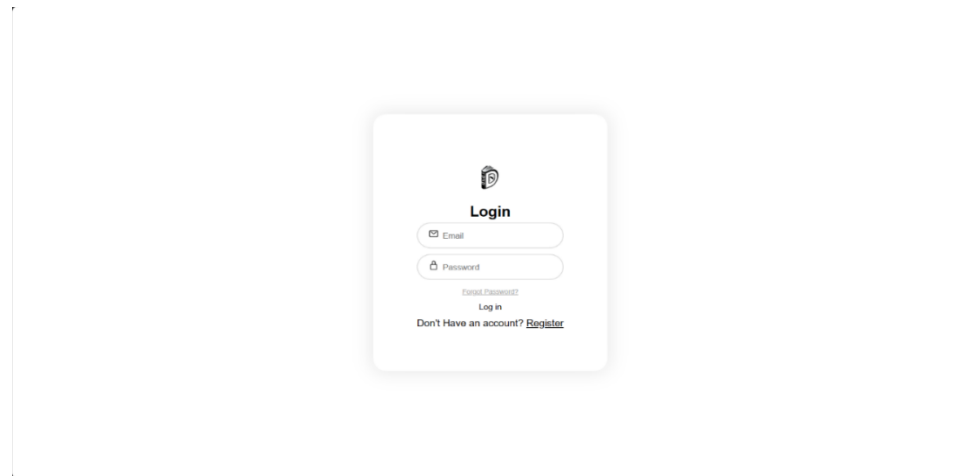 Login
Email
Password
Forgot Password?
Log in
Don't Have an account? Register